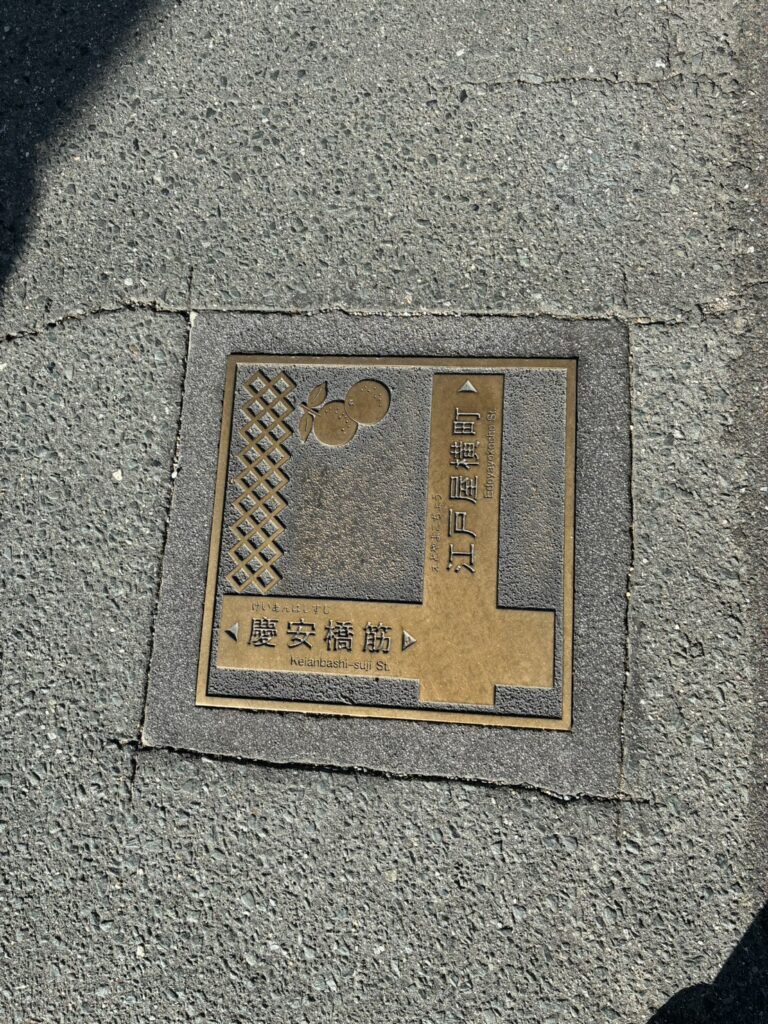 えどやよこちょう
江戸屋横町
Edoyayokocho St.
けいあんばしすじ
慶安橋筋
Keianbashi-suji St.